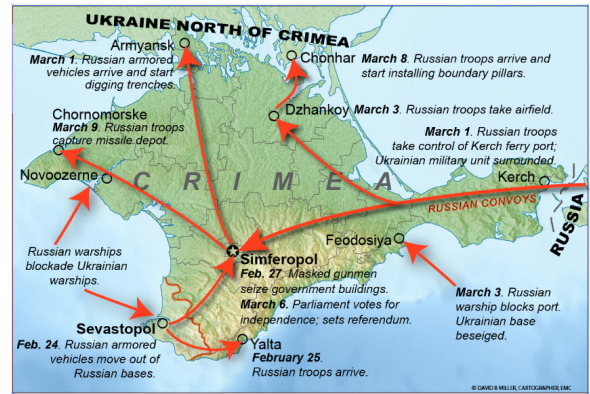 UKRAINE NORTH OF CRIMEA
Armyansk
March 1. Russian armored
vehicles arrive and start
digging trenches.
Chonhar
March 8. Russian troops arrive and
start installing boundary pillars.
Dzhankoy
March 3. Russian troops take airfield.
Chornomorske
March 9. Russian troops
capture missile depot.
March 1. Russian troops
take control of Kerch ferry port;
Ukrainian military unit surrounded.
Novoozerne
CRIMEA
Kerch
RUSSIAN CONVOYS
RUSSIA
Russian warships
blockade Ukrainian
warships.
Feodosiya
Simferopol
Feb. 27. Masked gunmen
seize government buildings.
March 6. Parliament votes for
independence; sets referendum.
March 3. Russian
warship blocks port.
Ukrainian base
beseiged.
Sevastopol
Feb. 24. Russian armored
vehicles move out of
Russian bases.
Yalta
February 25.
Russian troops arrive.
© DAVID B MILLER, CARTOGRAPHER, EMC